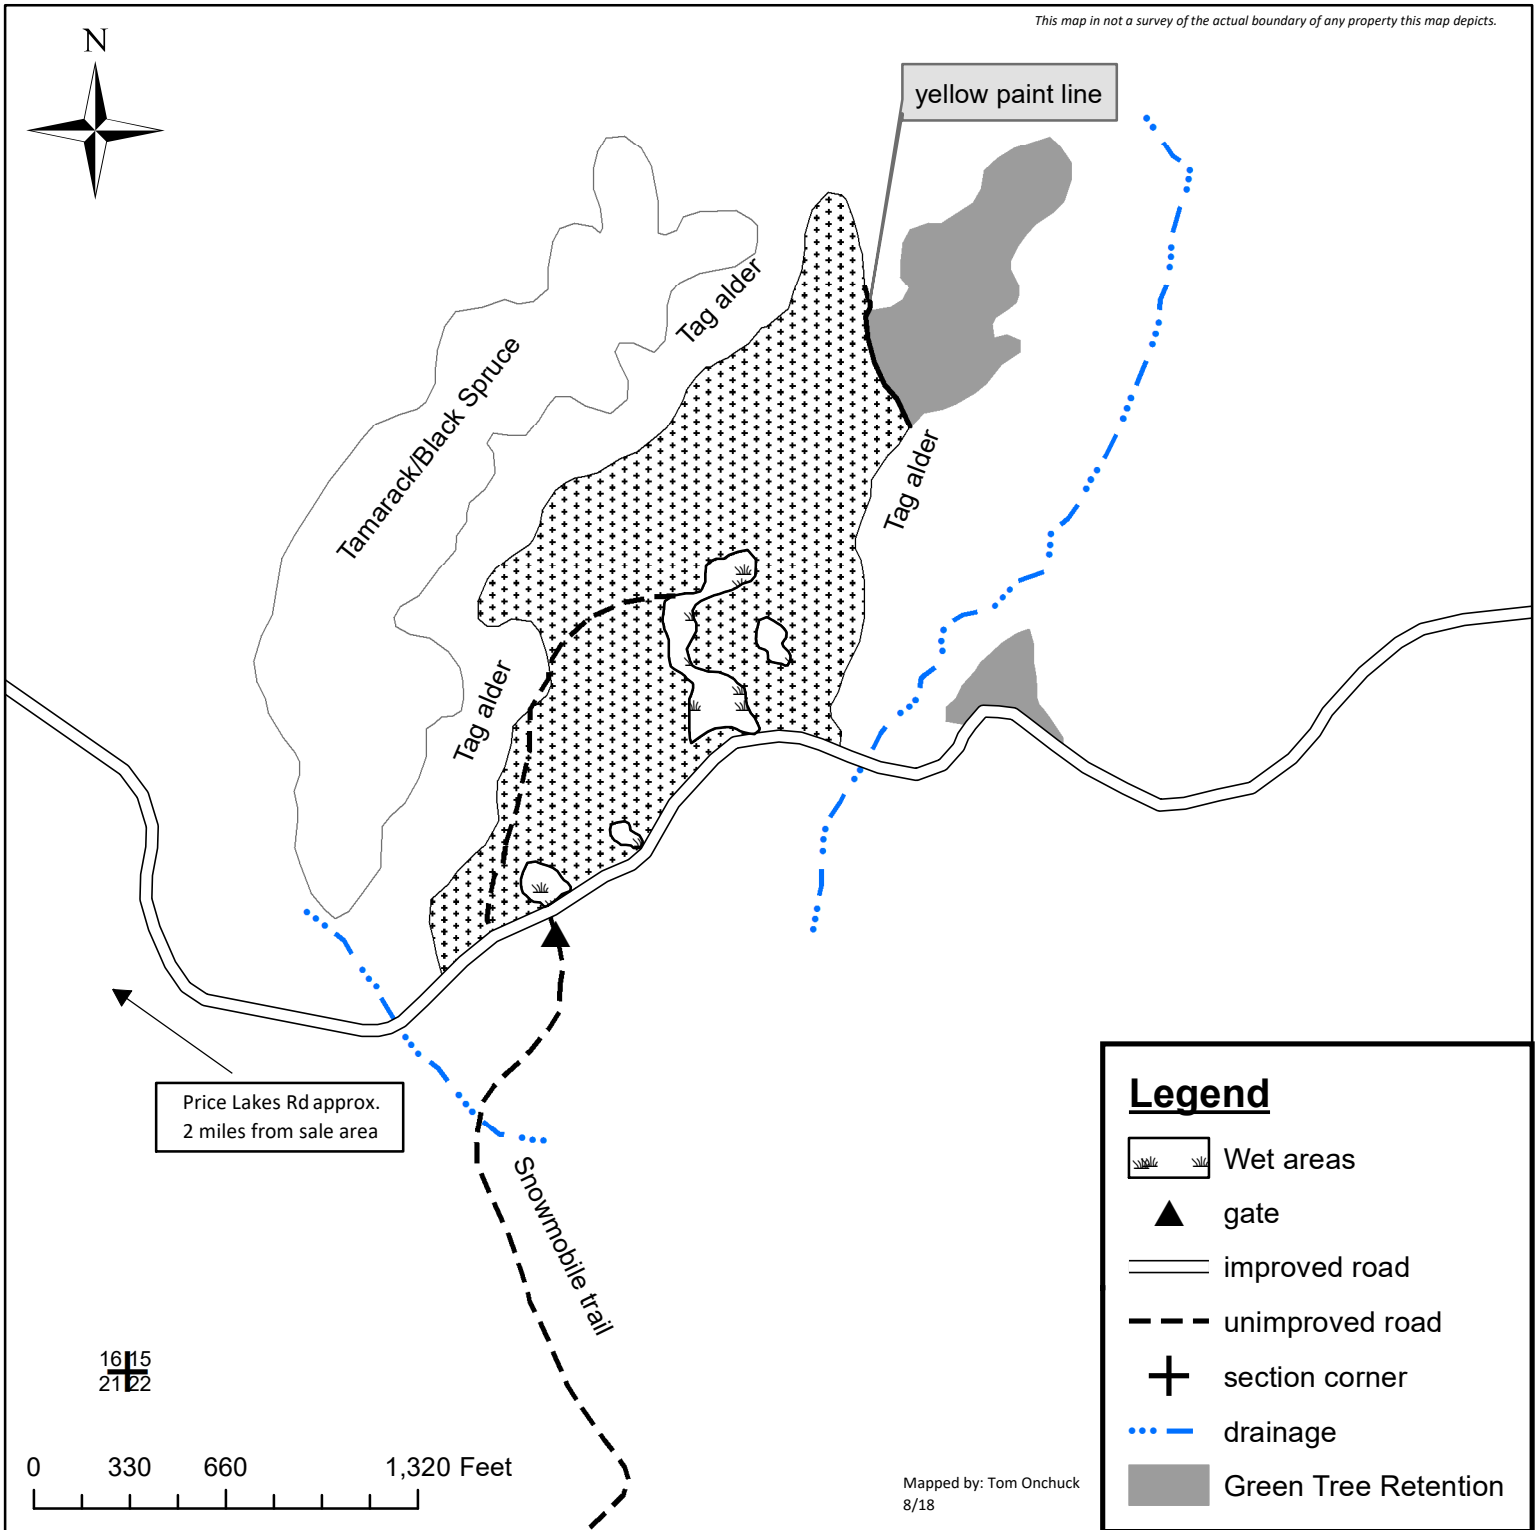 This map in not a survey of the actual boundary of any property this map depicts.
N
yellow paint line
Tag alder
Tamarack/Black Spruce
Tag alder
Tag alder
Price Lakes Rd approx.
2 miles from sale area
Snowmobile trail
16 15
21 22
0 330 660 1,320 Feet
Mapped by: Tom Onchuck
8/18
Legend
Wet areas
gate
improved road
unimproved road
section corner
drainage
Green Tree Retention